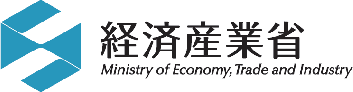 経済産業省
Ministry of Economy, Trade and Industry